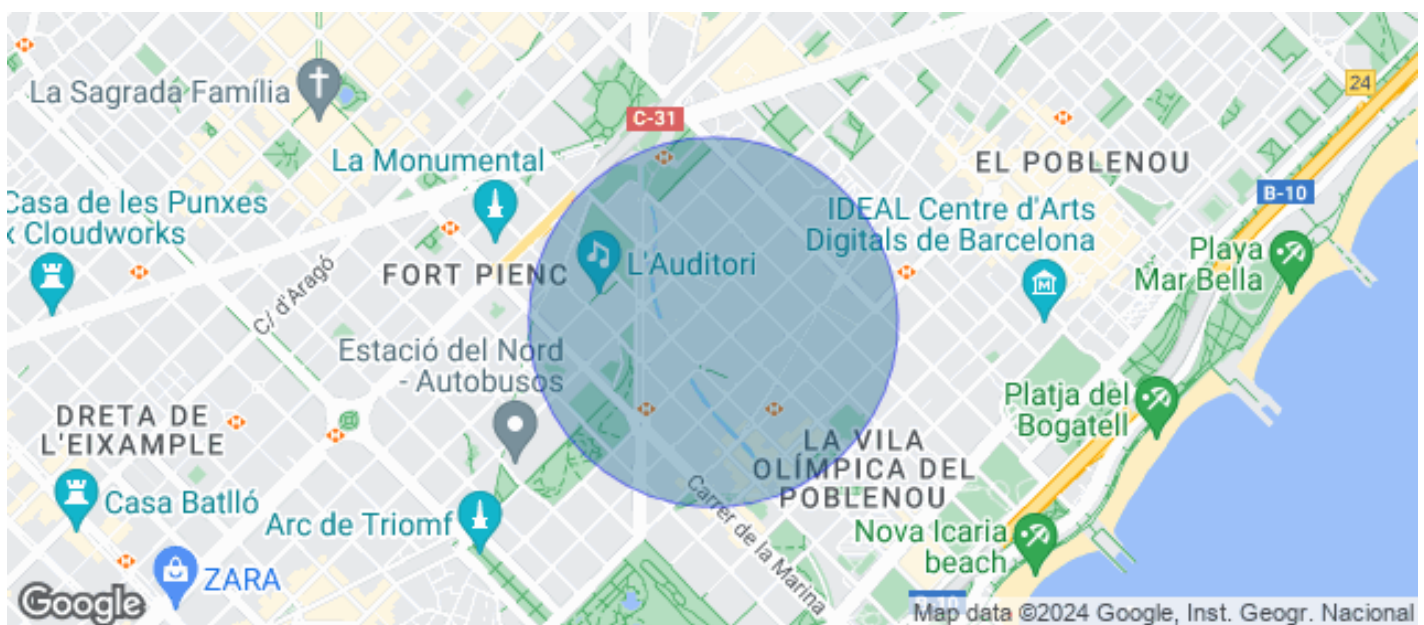 La Sagrada Família
C-31
24
La Monumental
EL POBLENOU
B-10
Casa de les Punxes
x Cloudworks
IDEAL Centre d'Arts
Digitals de Barcelona
Playa
Mar Bella
C/ d'Aragó
FORT PIENC
L'Auditori
M
Estació del Nord
- Autobusos
Platja del
Bogatell
DRETA DE
L'EIXAMPLE
LA VILA
OLÍMPICA DEL
POBLENOU
Casa Batlló
Arc de Triomf
Carrer de la Marina
Nova Icaria
beach
ZARA
B-10
Google
Map data ©2024 Google, Inst. Geogr. Nacional